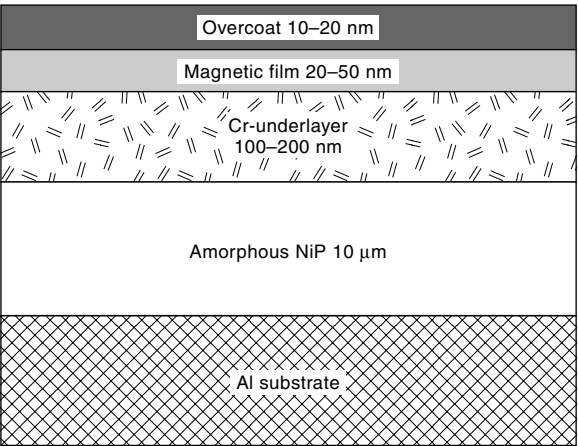 Overcoat 10–20 nm
Magnetic film 20–50 nm
Cr-underlayer
100–200 nm
Amorphous NiP 10 μm
Al substrate